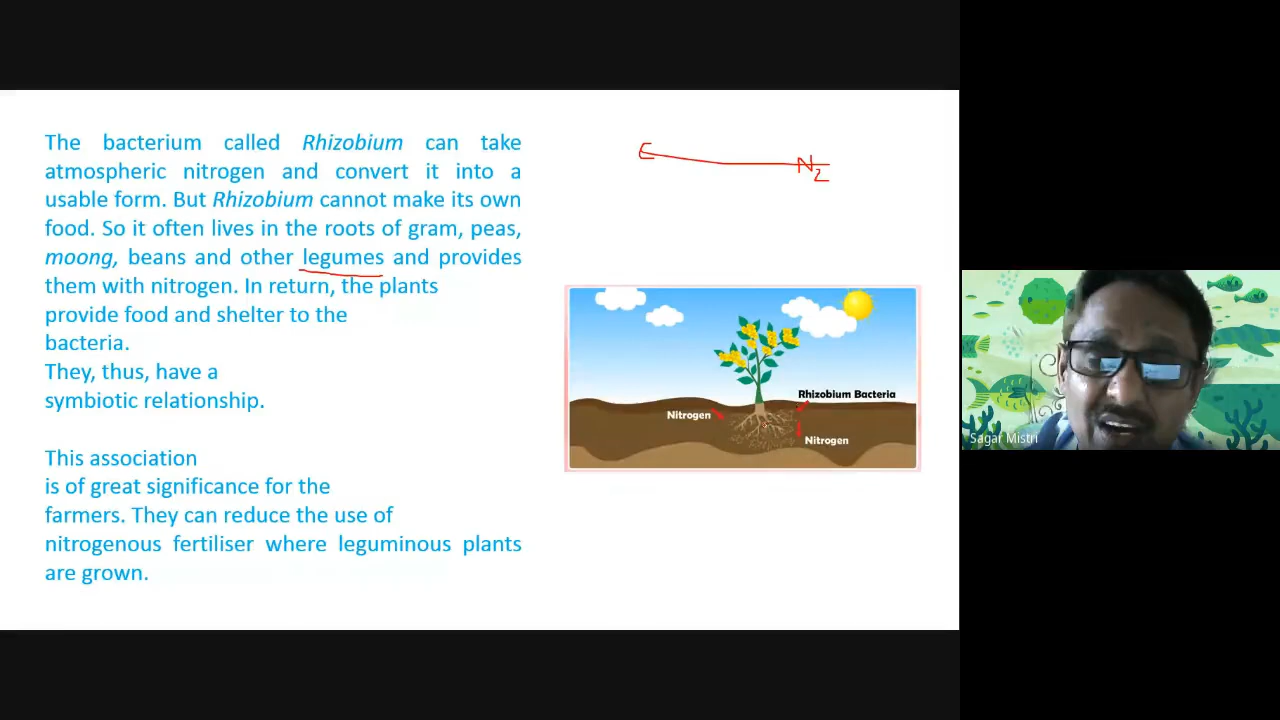 The bacterium called Rhizobium can take
atmospheric nitrogen and convert it into a
usable form. But Rhizobium cannot make its own
food. So it often lives in the roots of gram, peas,
moong, beans and other legumes and provides
them with nitrogen. In return, the plants
provide food and shelter to the
bacteria.
They, thus, have a
symbiotic relationship.
This association
is of great significance for the
farmers. They can reduce the use of
nitrogenous fertiliser where leguminous plants
are grown.
N2
Rhizobium Bacteria
Nitrogen
Nitrogen
Sagar Mistri